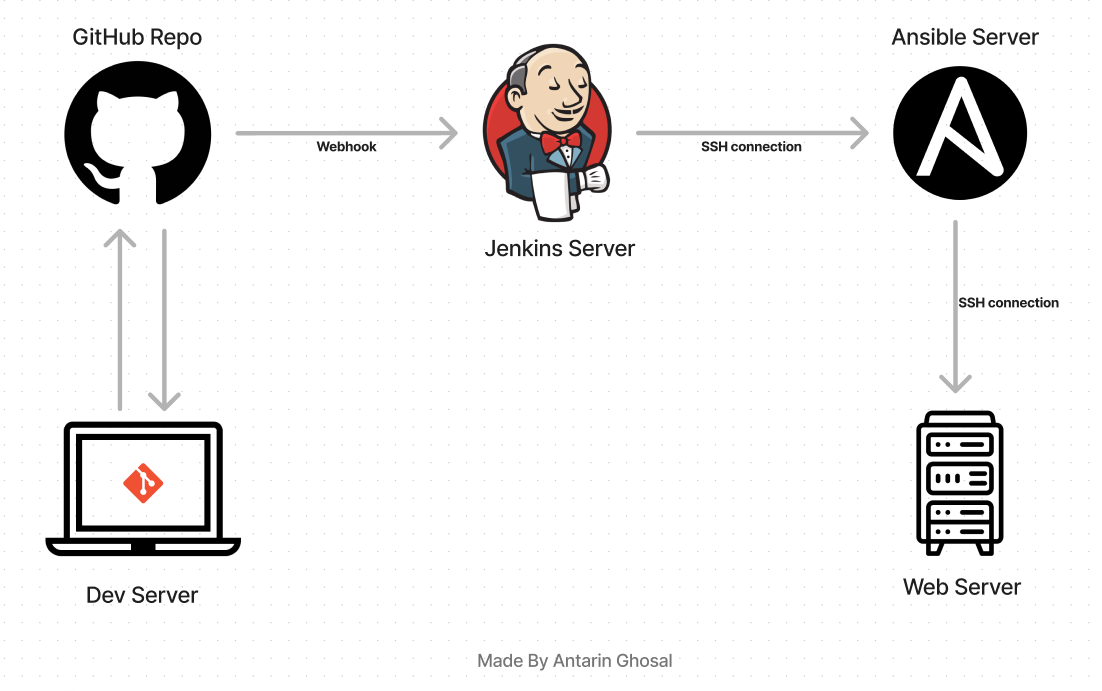 GitHub Repo
Ansible Server
Webhook
SSH connection
Jenkins Server
SSH connection
Dev Server
Web Server
Made By Antarin Ghosal